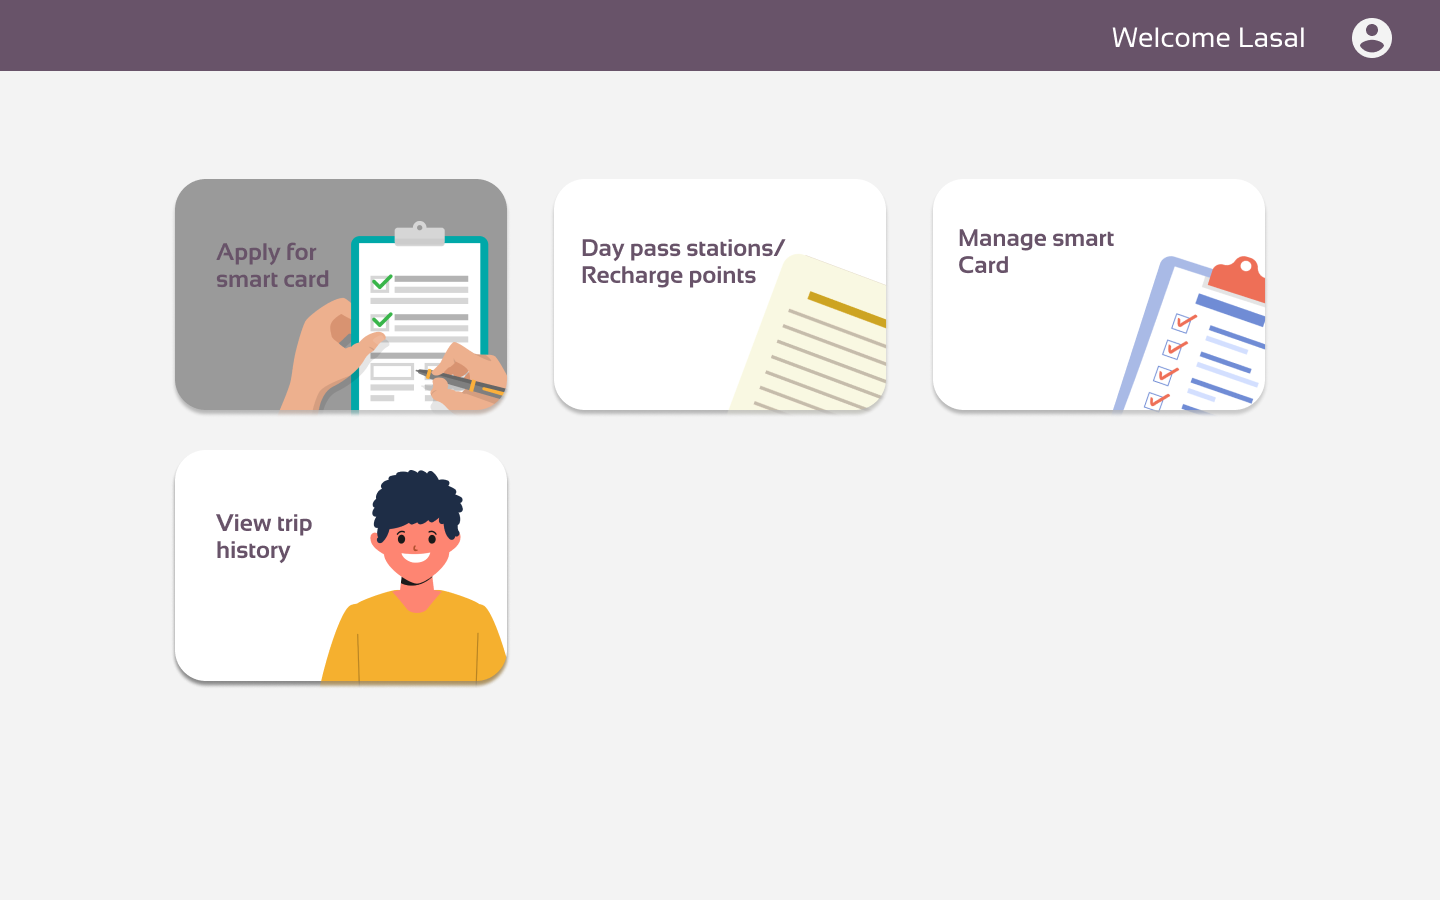 Welcome Lasal
Apply for
smart card
Day pass stations/
Recharge points
Manage smart
Card
View trip
history